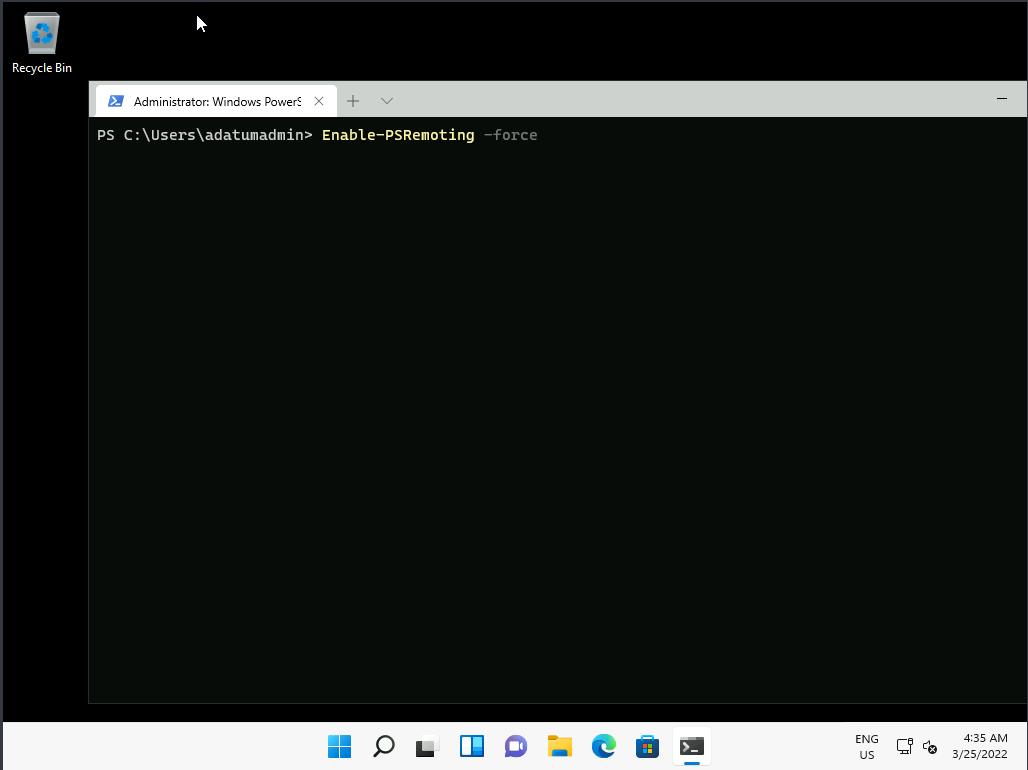 Recycle Bin
Administrator: Windows PowerS
PS C:\Users\adatumadmin> Enable-PSRemoting -force
ENG
US
4:35 AM
3/25/2022